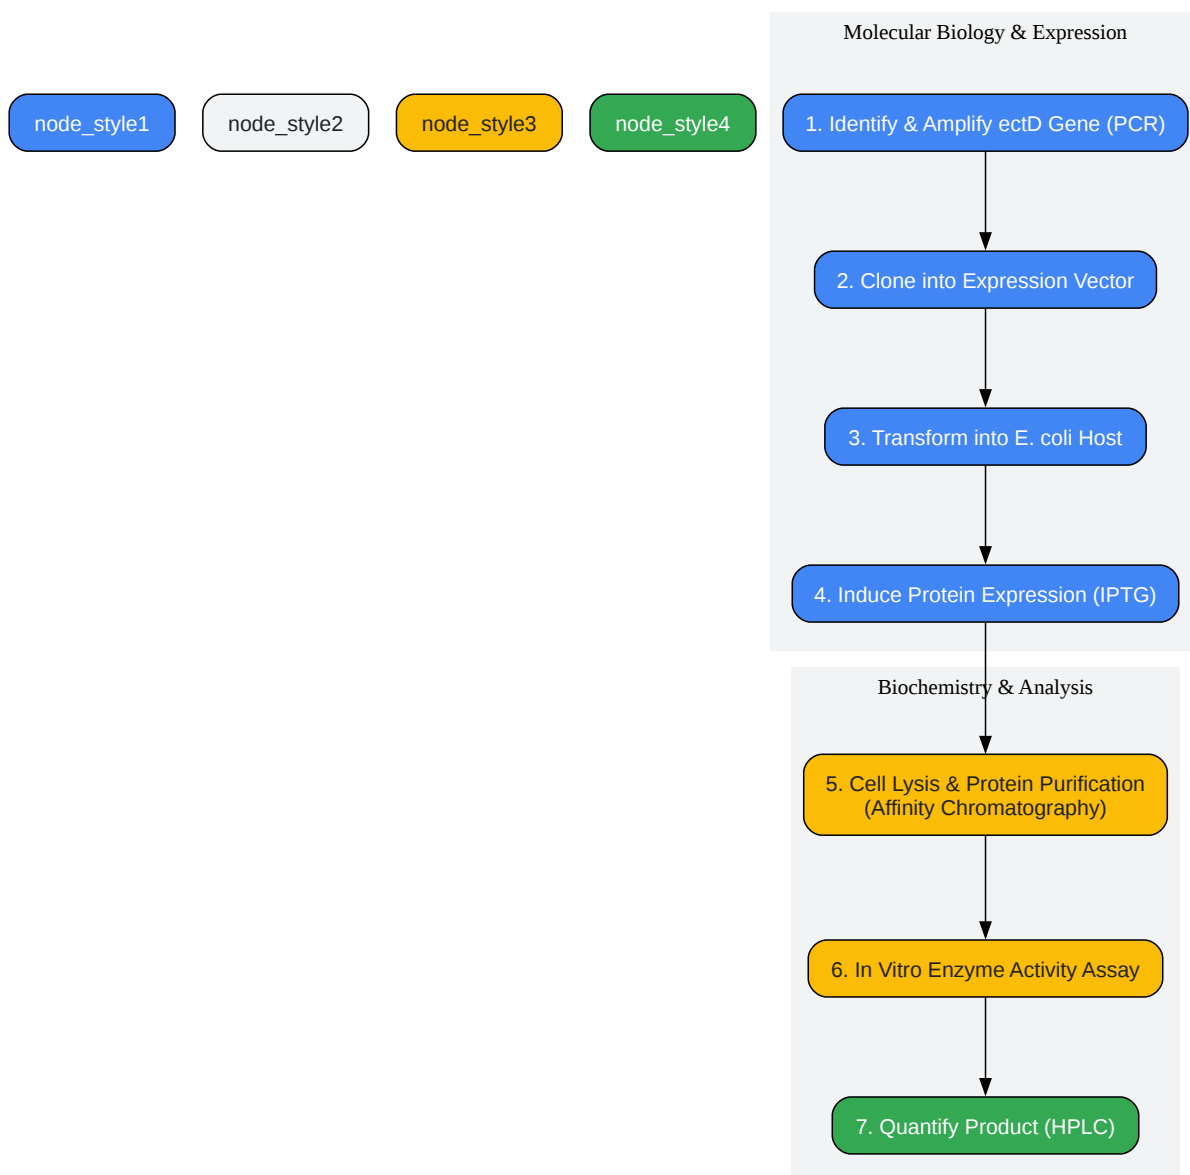 Molecular Biology & Expression
node_style1
node_style2
node_style3
node_style4
1. Identify & Amplify ectD Gene (PCR)
2. Clone into Expression Vector
3. Transform into E. coli Host
4. Induce Protein Expression (IPTG)
Biochemistry & Analysis
5. Cell Lysis & Protein Purification
(Affinity Chromatography)
6. In Vitro Enzyme Activity Assay
7. Quantify Product (HPLC)